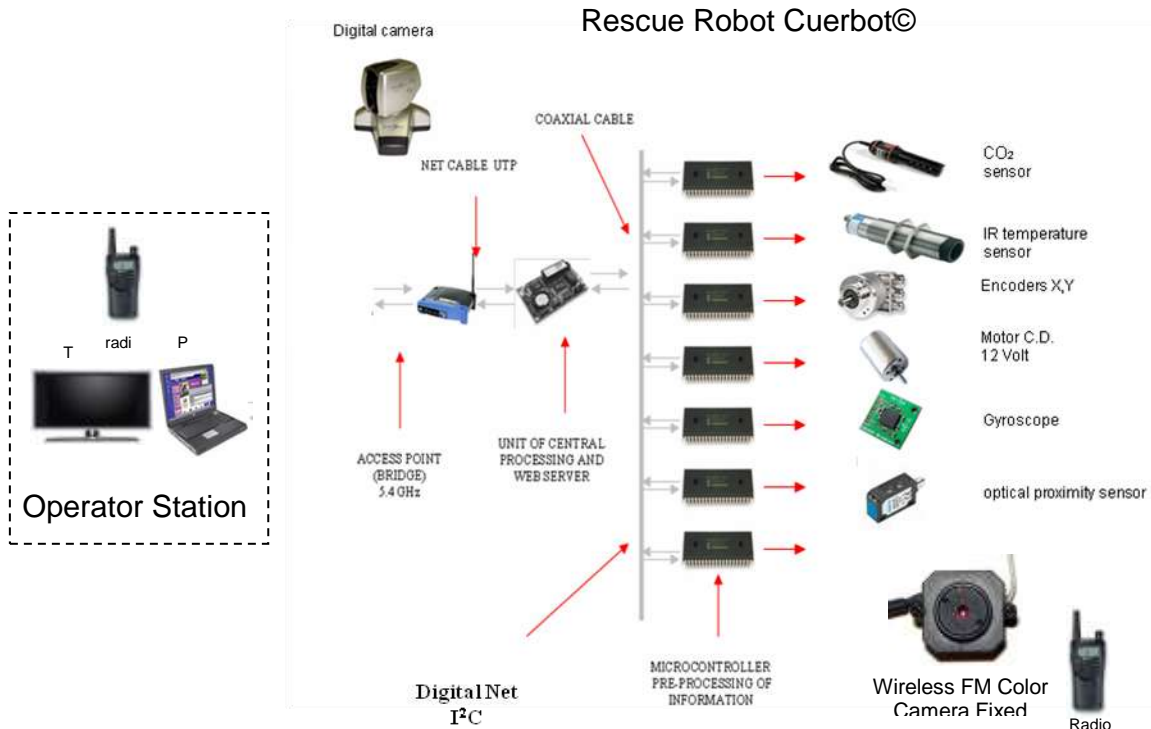 Rescue Robot Cuerbot©
Digital camera
COAXIAL CABLE
NET CABLE UTP
CO₂
sensor
IR temperature
sensor
Encoders X,Y
Motor C.D.
12 Volt
Gyroscope
optical proximity sensor
radi
T
P
Operator Station
ACCESS POINT
(BRIDGE)
5.4 GHz
UNIT OF CENTRAL
PROCESSING AND
WEB SERVER
Digital Net
I²C
MICROCONTROLLER
PRE-PROCESSING OF
INFORMATION
Wireless FM Color
Camera Fixed
Radio